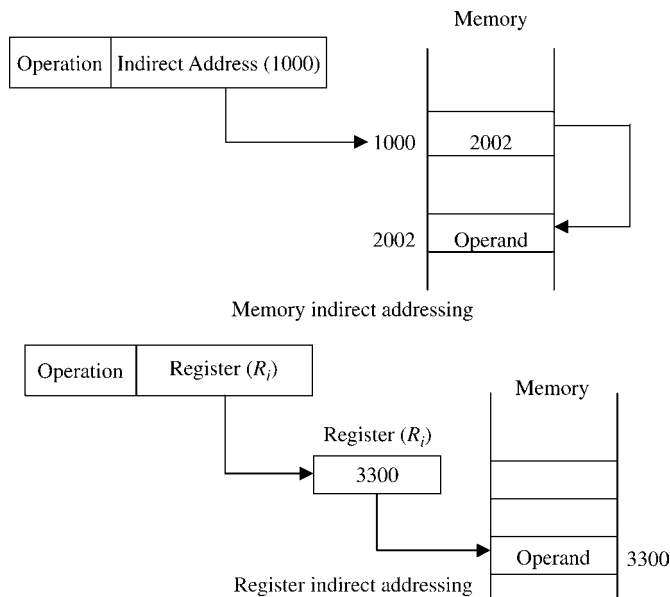 Memory
Operation Indirect Address (1000)
1000 2002
2002 Operand
Memory indirect addressing
Operation Register (Ri)
Memory
Register (Ri)
3300
Operand 3300
Register indirect addressing